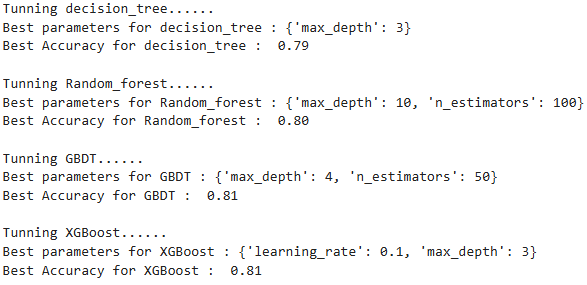 Tunning decision_tree......
Best parameters for decision_tree : {'max_depth': 3}
Best Accuracy for decision_tree :  0.79
Tunning Random_forest......
Best parameters for Random_forest : {'max_depth': 10, 'n_estimators': 100}
Best Accuracy for Random_forest :  0.80
Tunning GBDT......
Best parameters for GBDT : {'max_depth': 4, 'n_estimators': 50}
Best Accuracy for GBDT :  0.81
Tunning XGBoost......
Best parameters for XGBoost : {'learning_rate': 0.1, 'max_depth': 3}
Best Accuracy for XGBoost :  0.81